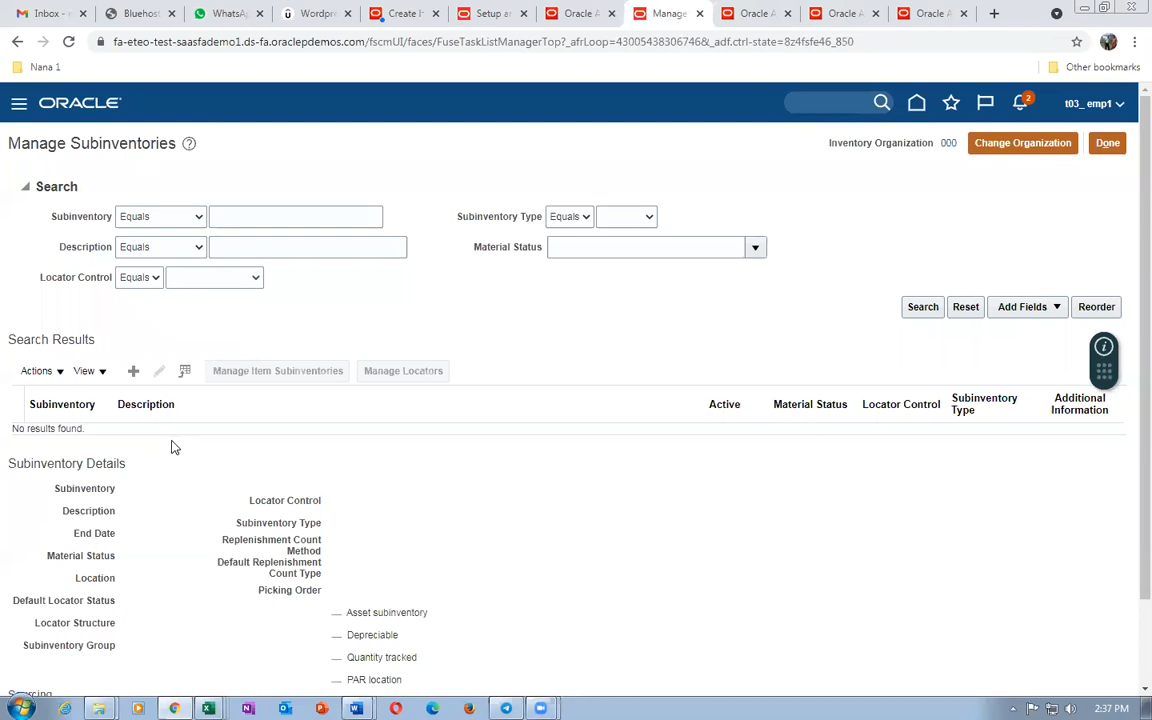 Inbox -
Bluehost
WhatsA
Wordpre
Create It
Setup an
Oracle A
Manage
Oracle A
Oracle A
Oracle A
fa-eteo-test-saasfademo1.ds-fa.oraclepdemos.com/fscmUI/faces/FuseTaskListManagerTop?_afrLoop=43005438306746&_adf.ctrl-state=8z4fsfe46_850
Nana 1
Other bookmarks
ORACLE
2
t03_ emp1
Manage Subinventories
Inventory Organization 000
Change Organization
Done
Search
Subinventory Equals
Subinventory Type Equals
Description Equals
Material Status
Locator Control Equals
Search
Reset
Add Fields
Reorder
Search Results
Actions
View
Manage Item Subinventories
Manage Locators
Subinventory
Description
Active
Material Status
Locator Control
Subinventory Type
Additional Information
No results found.
Subinventory Details
Subinventory
Description
End Date
Material Status
Location
Default Locator Status
Locator Structure
Subinventory Group
Locator Control
Subinventory Type
Replenishment Count Method
Default Replenishment Count Type
Picking Order
Asset subinventory
Depreciable
Quantity tracked
PAR location
2:37 PM